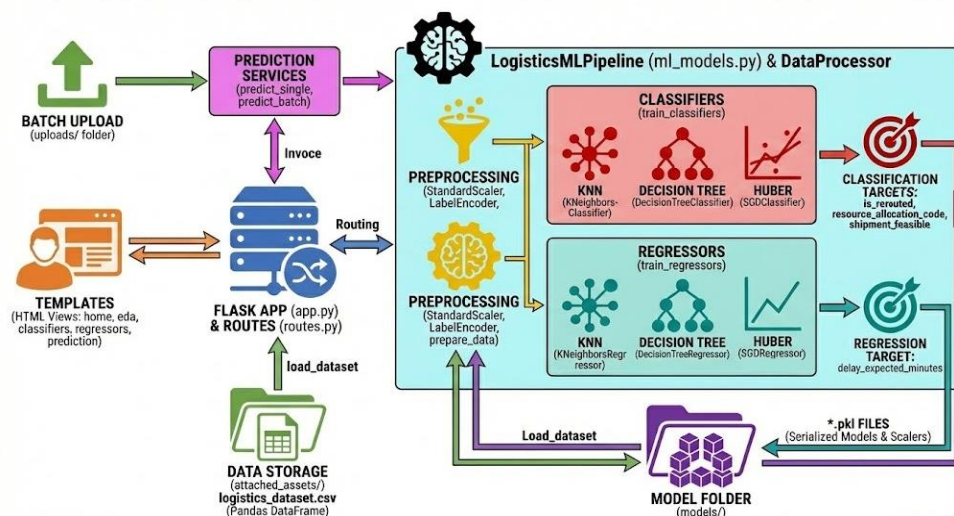 BATCH UPLOAD
(uploads/ folder)
PREDICTION
SERVICES
(predict_single,
predict_batch)
Invoce
TEMPLATES
(HTML Views: home, eda,
classifiers, regressors,
prediction)
FLASK APP (app.py)
& ROUTES (routes.py)
Routing
load_dataset
DATA STORAGE
(attached_assets/)
logistics_dataset.csv
(Pandas DataFrame)
LogisticsMLPipeline (ml_models.py) & DataProcessor
PREPROCESSING
(StandardScaler,
LabelEncoder,
PREPROCESSING
(StandardScaler,
LabelEncoder,
prepare_data)
CLASSIFIERS
(train_classifiers)
KNN
(KNeighbors-
Classifier)
DECISION TREE
(DecisionTreeClassifier)
HUBER
(SGDClassifier)
CLASSIFICATION
TARGETS:
is_rerouted,
resource_allocation_code,
shipment_feasible
REGRESSORS
(train_regressors)
KNN
(KNeighborsRegr
ressor)
DECISION TREE
(DecisionTreeRegressor)
HUBER
(SGDRegressor)
REGRESSION
TARGET:
delay_expected_minutes
Load_dataset
*.pkl FILES
(Serialized Models & Scalers)
MODEL FOLDER
(models/)